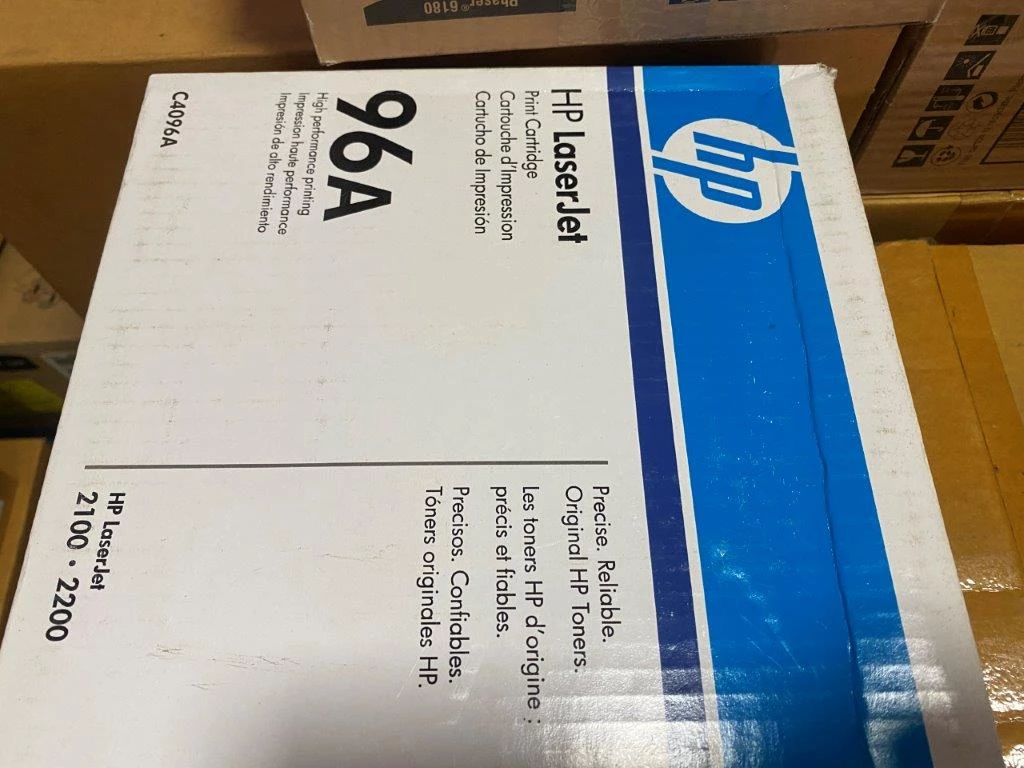 Phaser® 6180
hp
HP LaserJet
Print Cartridge
Cartouche d'Impression
Cartucho de Impresión
96A
High performance printing
Impression haute performance
Impresión de alto rendimiento
C4096A
Precise. Reliable.
Original HP Toners.
Les toners HP d'origine :
précis et fiables.
Precisos. Confiables.
Tóners originales HP.
HP LaserJet
2100 • 2200